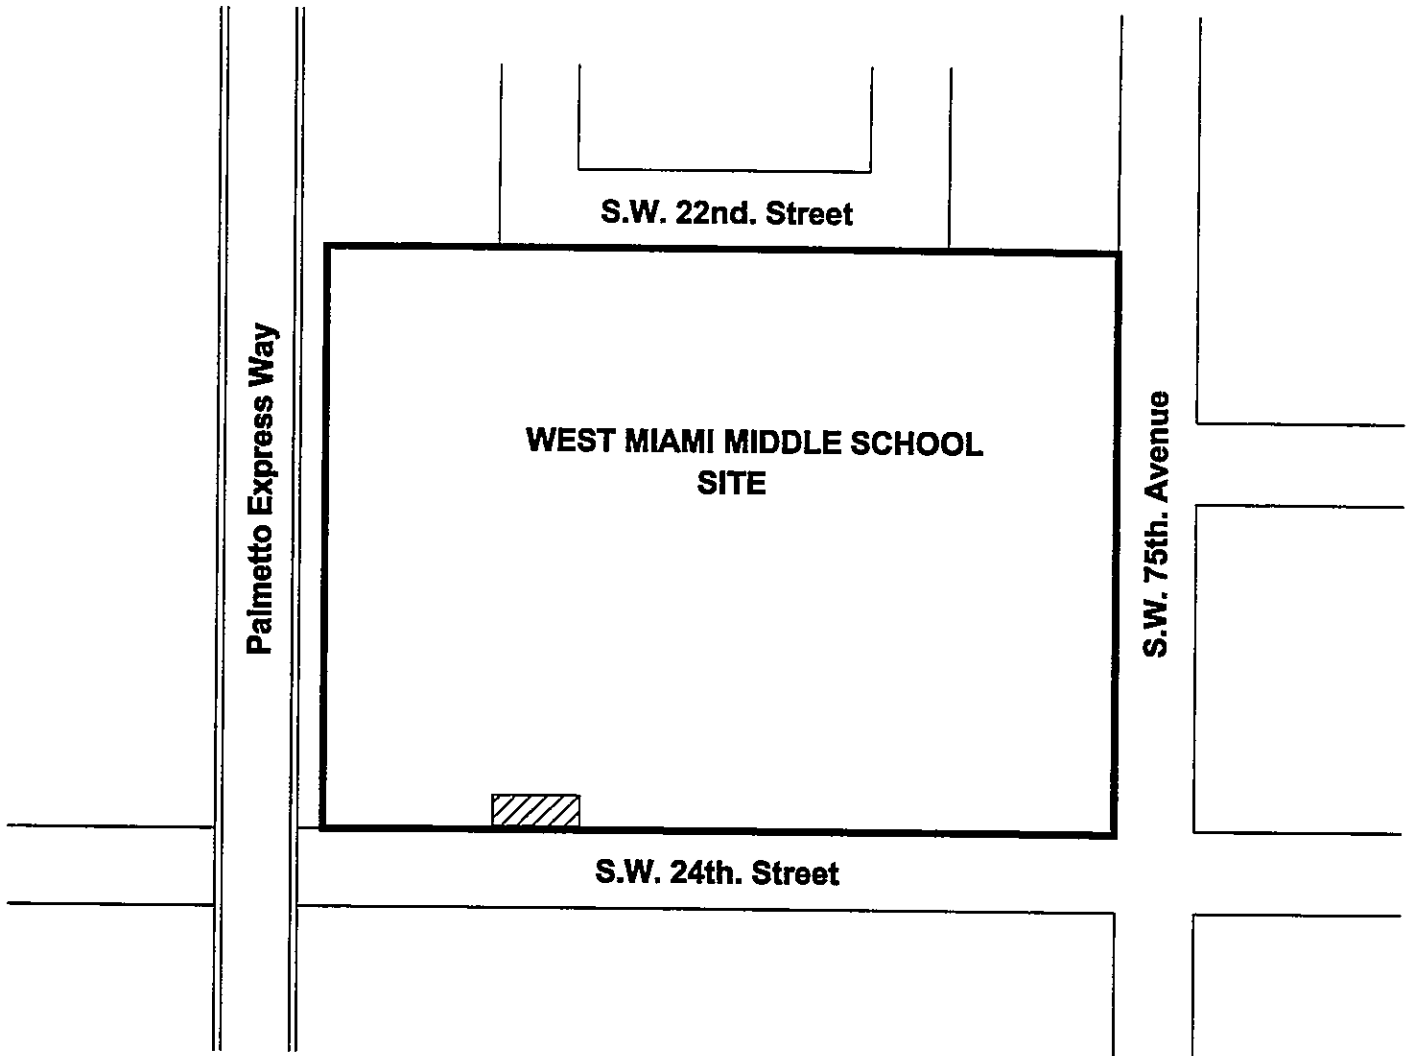 S.W. 22nd. Street
Palmetto Express Way
WEST MIAMI MIDDLE SCHOOL
SITE
S.W. 75th. Avenue
S.W. 24th. Street